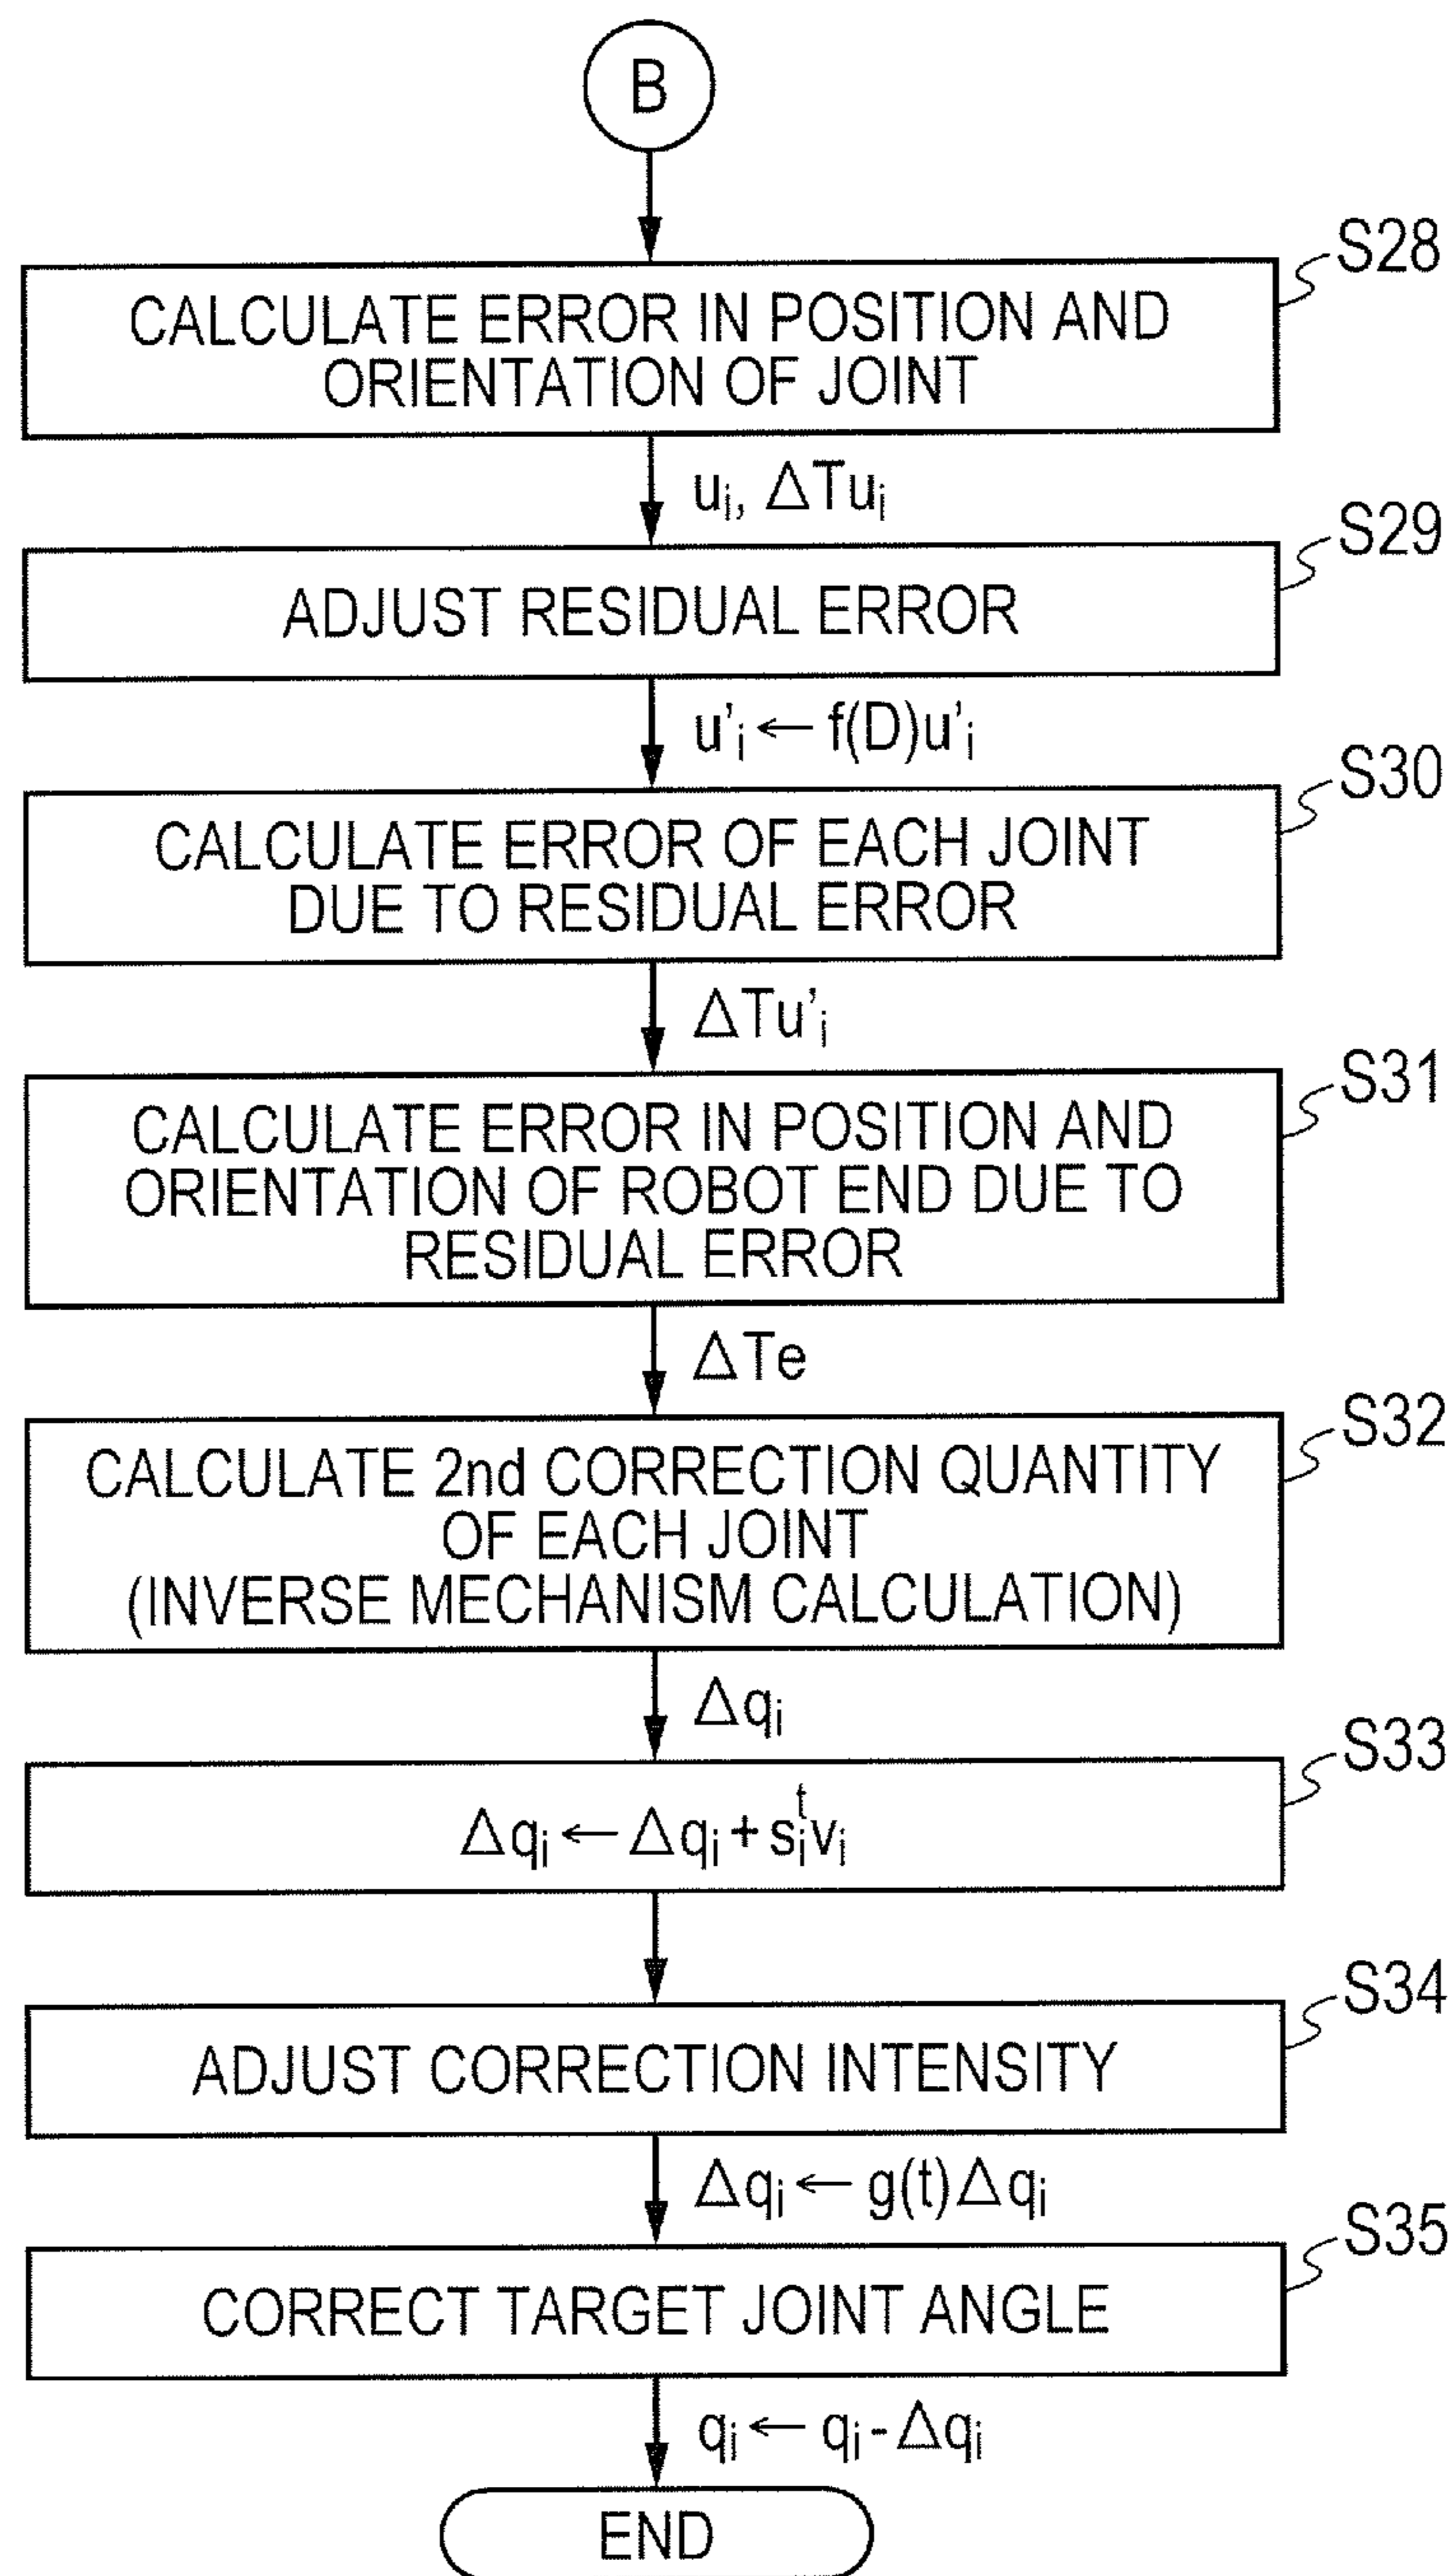 B
S28
CALCULATE ERROR IN POSITION AND
ORIENTATION OF JOINT
uᵢ, ΔTuᵢ
S29
ADJUST RESIDUAL ERROR
u'ᵢ ← f(D)u'ᵢ
S30
CALCULATE ERROR OF EACH JOINT
DUE TO RESIDUAL ERROR
ΔTu'ᵢ
S31
CALCULATE ERROR IN POSITION AND
ORIENTATION OF ROBOT END DUE TO
RESIDUAL ERROR
ΔTe
S32
CALCULATE 2nd CORRECTION QUANTITY
OF EACH JOINT
(INVERSE MECHANISM CALCULATION)
Δqᵢ
S33
Δqᵢ ← Δqᵢ + sᵢᵗvᵢ
S34
ADJUST CORRECTION INTENSITY
Δqᵢ ← g(t)Δqᵢ
S35
CORRECT TARGET JOINT ANGLE
qᵢ ← qᵢ - Δqᵢ
END